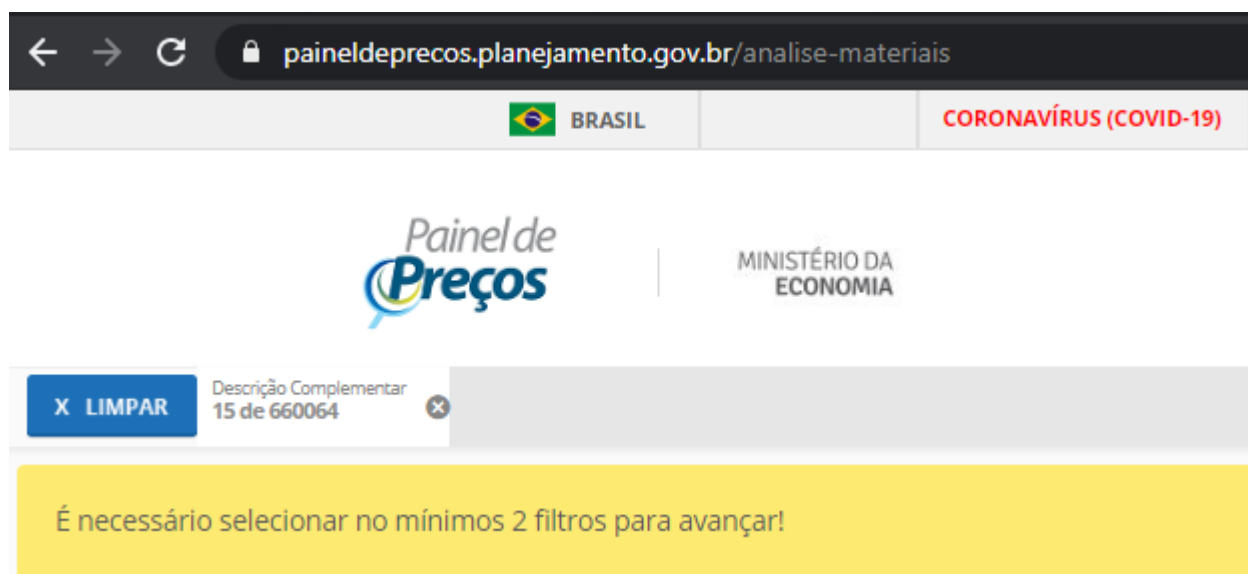 paineldeprecos.planejamento.gov.br/analise-materiais
BRASIL
CORONAVÍRUS (COVID-19)
Painel de
Preços
MINISTÉRIO DA
ECONOMIA
X LIMPAR
Descrição Complementar
15 de 660064
É necessário selecionar no mínimos 2 filtros para avançar!